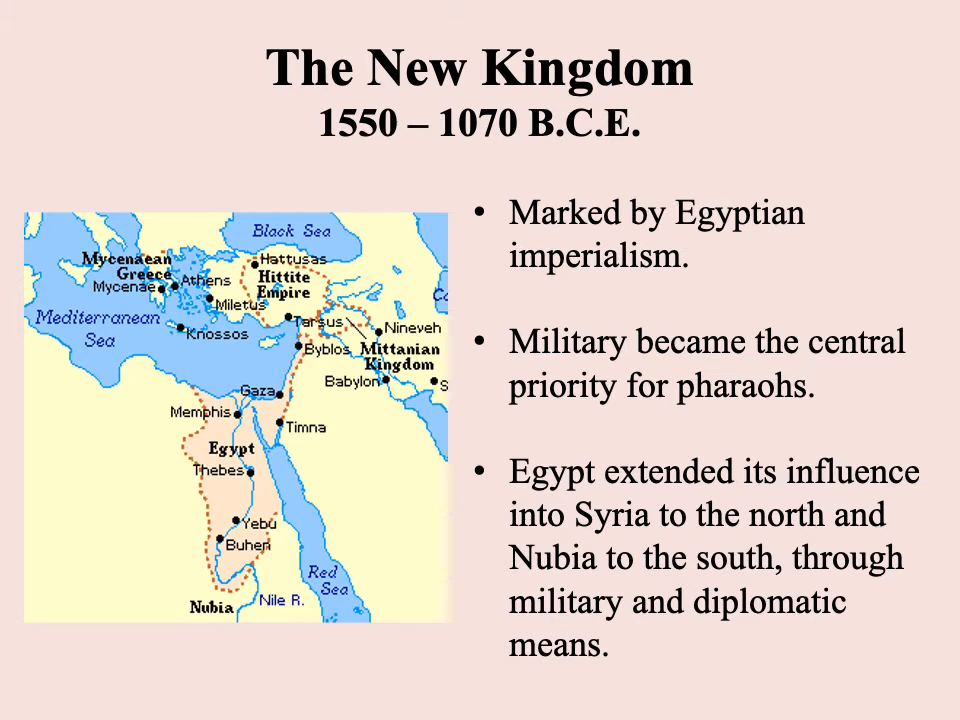 The New Kingdom
1550 – 1070 B.C.E.
Black Sea
Mycenaean
Greece
Hattusas
Hittite
Empire
Mycenae
Athens
Miletus
Mediterranean
Sea
Knossos
Tarsus
Nineveh
Byblos
Mittanian
Kingdom
Babylon
S
Gaza
Memphis
Timna
Egypt
Thebes
Yebu
Buhen
Red
Sea
Nubia
Nile R.
• Marked by Egyptian
imperialism.
• Military became the central
priority for pharaohs.
• Egypt extended its influence
into Syria to the north and
Nubia to the south, through
military and diplomatic
means.